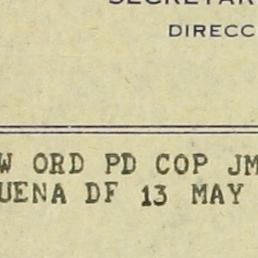 SECRETAR
DIRECC
W ORD PD COP JM
UENA DF 13 MAY